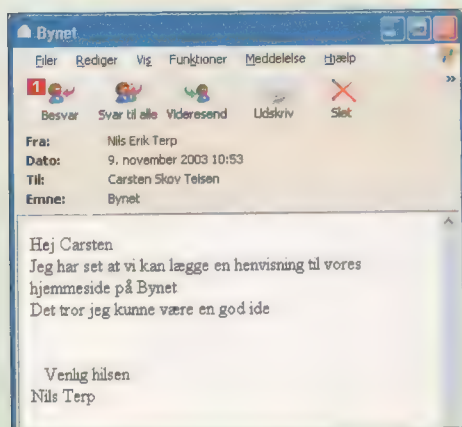 Bynet
Filer Rediger Vis Funktioner Meddelelse Hjælp
1
»
Besvar Svar til alle Videresend Udskriv Slet
Fra: Nils Erik Terp
Dato: 9. november 2003 10:53
Til: Carsten Skov Telsen
Emne: Bynet
Hej Carsten
Jeg har set at vi kan lægge en henvisning til vores
hjemmeside på Bynet
Det tror jeg kunne være en god ide
Venlig hilsen
Nils Terp